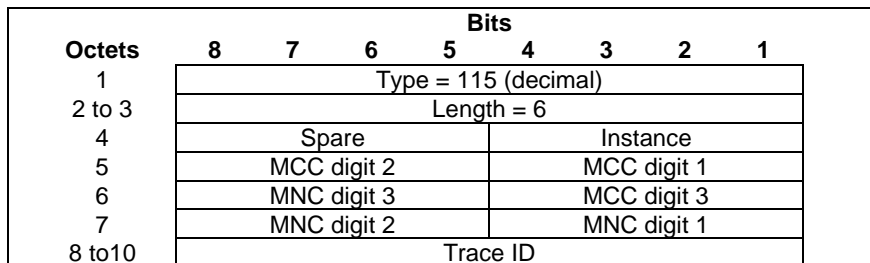 Bits
Octets 8 7 6 5 4 3 2 1
1 Type = 115 (decimal)
2 to 3 Length = 6
4 Spare Instance
5 MCC digit 2 MCC digit 1
6 MNC digit 3 MCC digit 3
7 MNC digit 2 MNC digit 1
8 to10 Trace ID